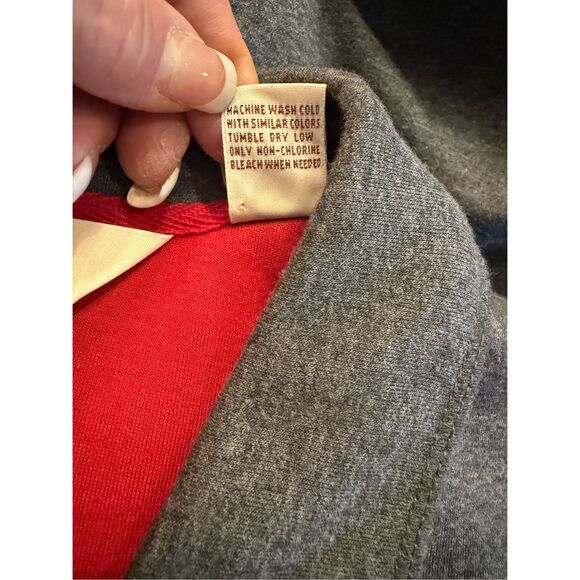 MACHINE WASH COLD
WITH SIMILAR COLORS
TUMBLE DRY LOW
ONLY NON-CHLORINE
BLEACH WHEN NEEDED